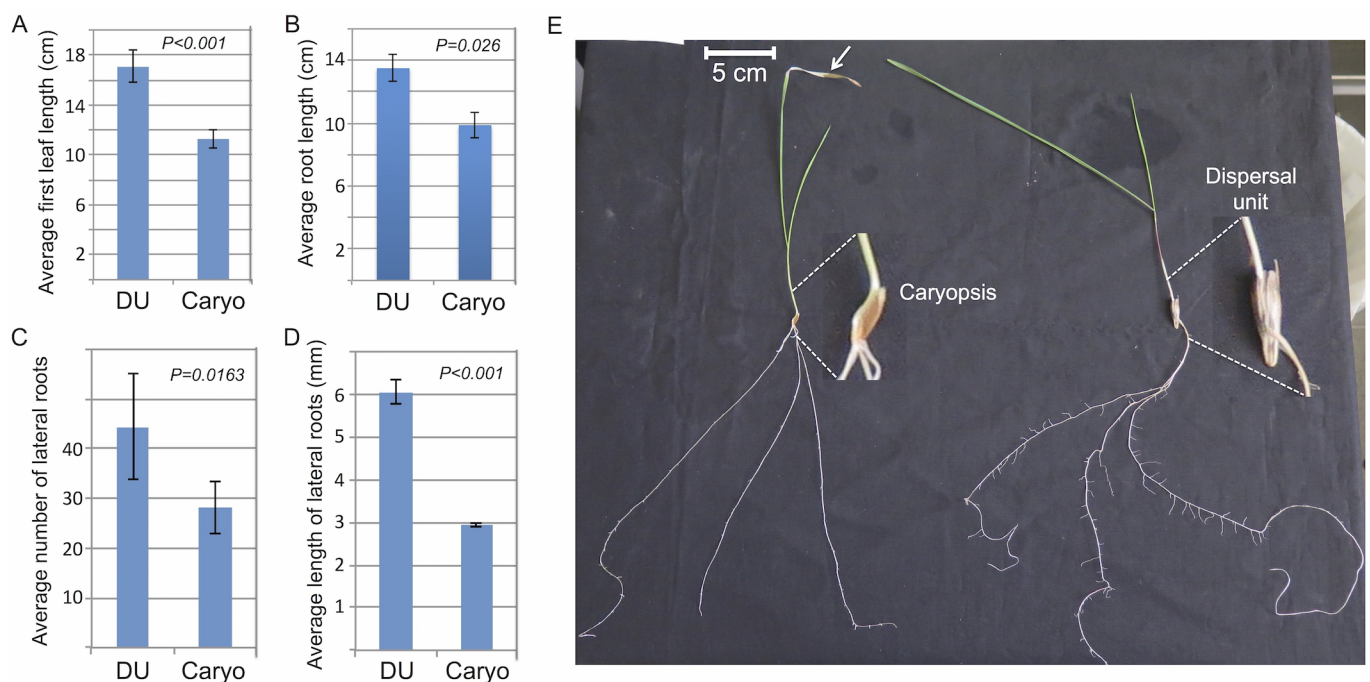 A
Average first leaf length (cm)
18
14
10
6
2
P<0.001
DU
Caryo
B
Average root length (cm)
14
10
6
2
P=0.026
DU
Caryo
C
Average number of lateral roots
40
30
20
10
P=0.0163
DU
Caryo
D
Average length of lateral roots (mm)
6
5
4
3
2
1
P<0.001
DU
Caryo
E
5 cm
Caryopsis
Dispersal
unit